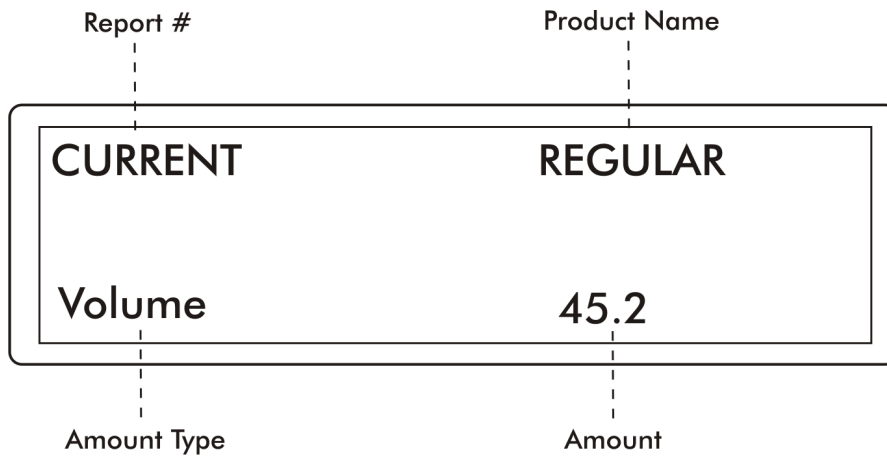 Report # Product Name
CURRENT REGULAR
Volume 45.2
Amount Type Amount